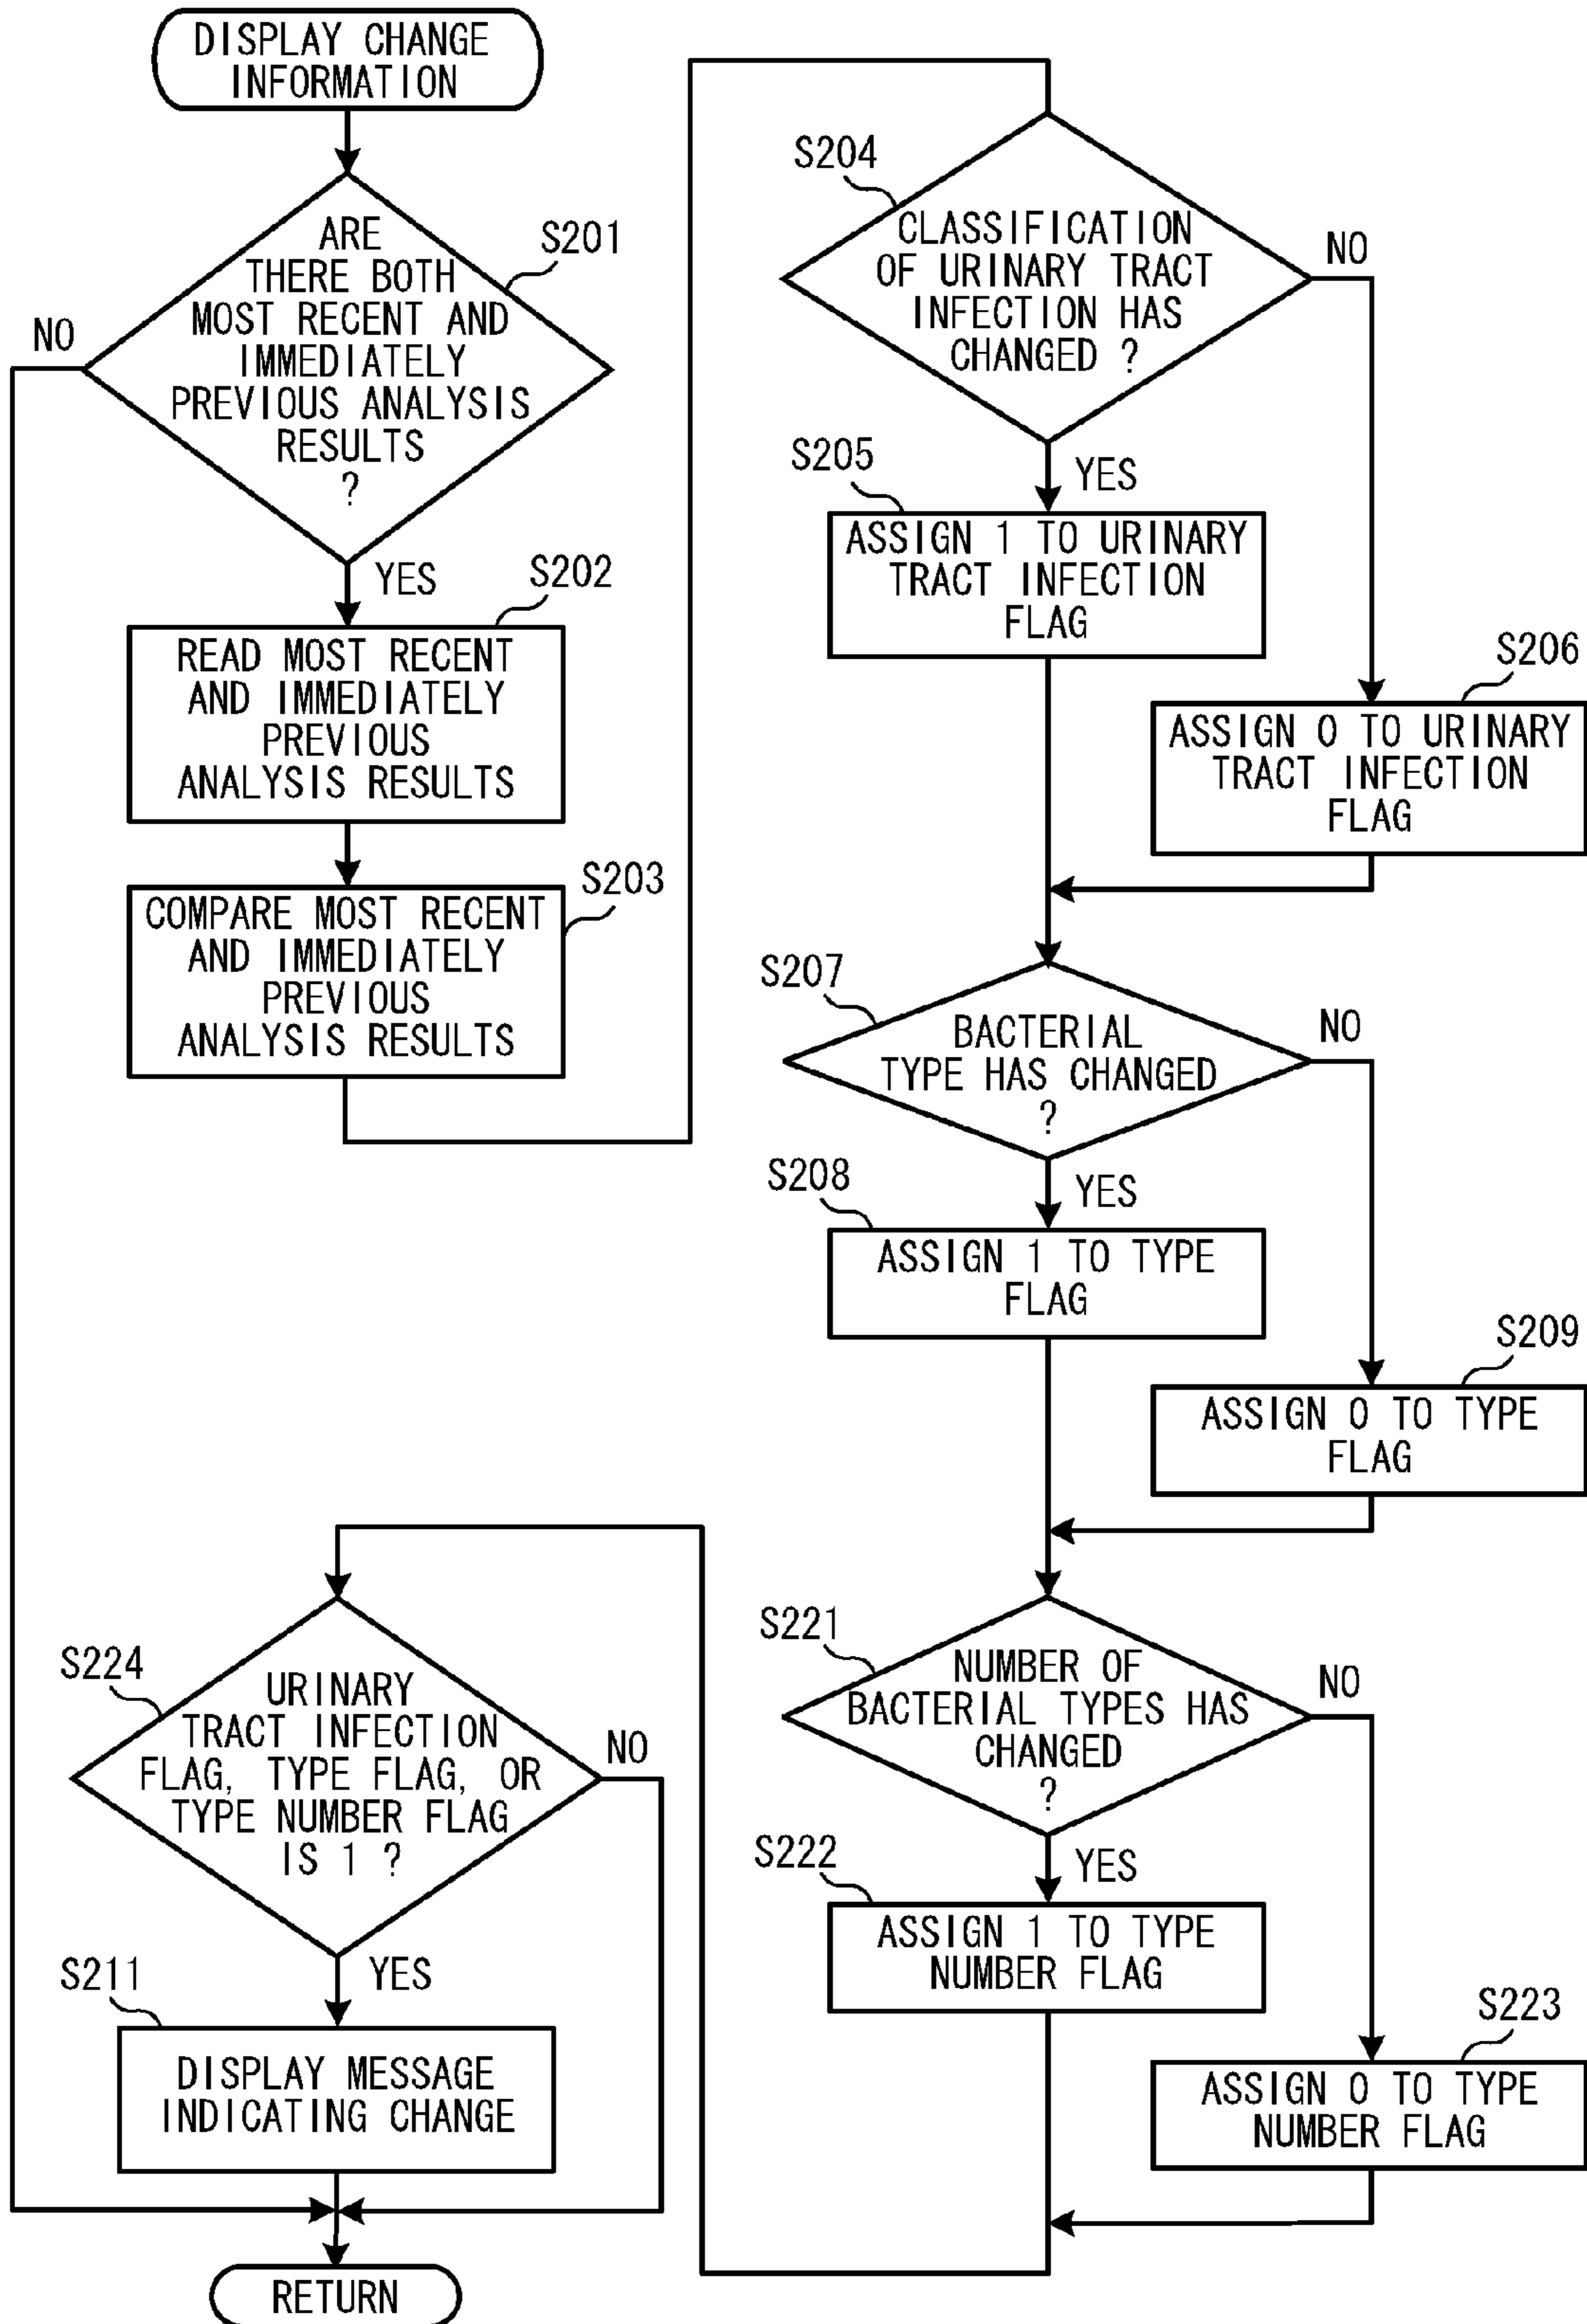 DISPLAY CHANGE
INFORMATION
S201
ARE
THERE BOTH
MOST RECENT AND
IMMEDIATELY
PREVIOUS ANALYSIS
RESULTS
?
NO
YES
S202
READ MOST RECENT
AND IMMEDIATELY
PREVIOUS
ANALYSIS RESULTS
S203
COMPARE MOST RECENT
AND IMMEDIATELY
PREVIOUS
ANALYSIS RESULTS
S204
CLASSIFICATION
OF URINARY TRACT
INFECTION HAS
CHANGED ?
NO
YES
S205
ASSIGN 1 TO URINARY
TRACT INFECTION
FLAG
S206
ASSIGN 0 TO URINARY
TRACT INFECTION
FLAG
S207
BACTERIAL
TYPE HAS CHANGED
?
NO
YES
S208
ASSIGN 1 TO TYPE
FLAG
S209
ASSIGN 0 TO TYPE
FLAG
S221
NUMBER OF
BACTERIAL TYPES HAS
CHANGED
?
NO
YES
S222
ASSIGN 1 TO TYPE
NUMBER FLAG
S223
ASSIGN 0 TO TYPE
NUMBER FLAG
S224
URINARY
TRACT INFECTION
FLAG, TYPE FLAG, OR
TYPE NUMBER FLAG
IS 1 ?
NO
YES
S211
DISPLAY MESSAGE
INDICATING CHANGE
RETURN